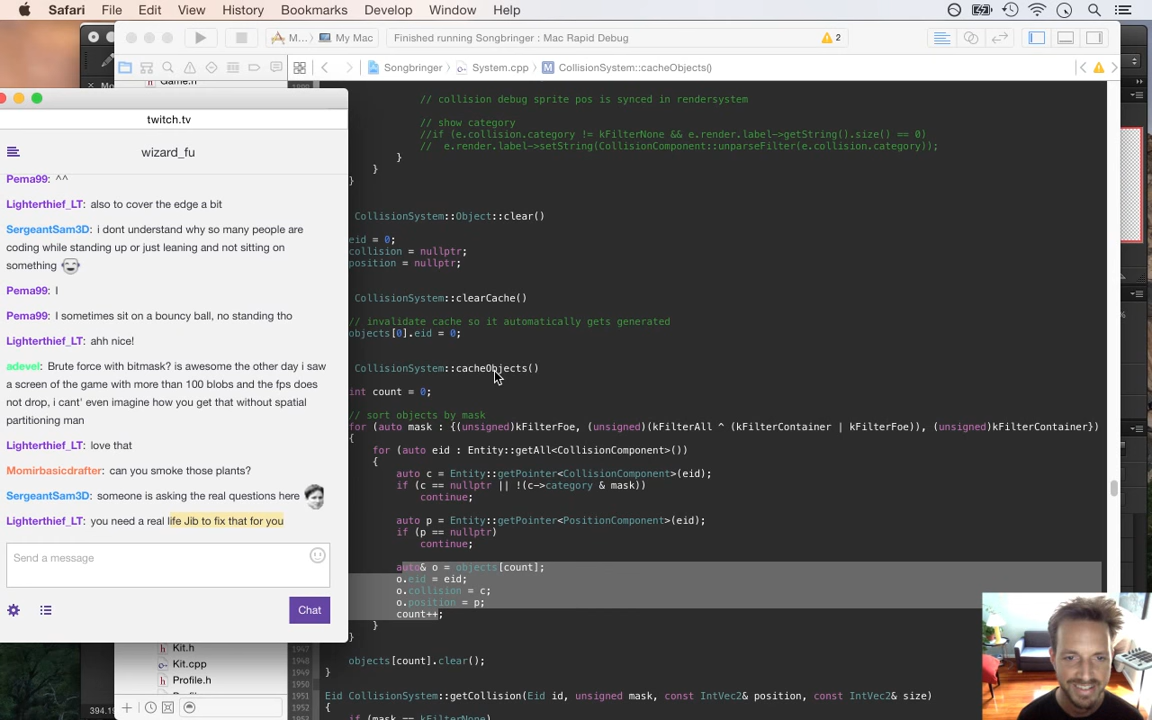 Safari File Edit View History Bookmarks Develop Window Help
M... My Mac
Finished running Songbringer : Mac Rapid Debug
2
Songbringer System.cpp M CollisionSystem::cacheObjects()
twitch.tv
wizard_fu
Pema99: ^^
Lighterthief_LT: also to cover the edge a bit
SergeantSam3D: i dont understand why so many people are
coding while standing up or just leaning and not sitting on
something
Pema99: I
Pema99: I sometimes sit on a bouncy ball, no standing tho
Lighterthief_LT: ahh nice!
adevel: Brute force with bitmask? is awesome the other day i saw
a screen of the game with more than 100 blobs and the fps does
not drop, i cant' even imagine how you get that without spatial
partitioning man
Lighterthief_LT: love that
Momirbasicdrafter: can you smoke those plants?
SergeantSam3D: someone is asking the real questions here
Lighterthief_LT: you need a real life Jib to fix that for you
Send a message
Chat
Kit.h
Kit.cpp
Profile.h
// collision debug sprite pos is synced in rendersystem
// show category
//if (e.collision.category != kFilterNone && e.render.label->getString().size() == 0)
// e.render.label->setString(CollisionComponent::unparseFilter(e.collision.category));
}
}
}
CollisionSystem::Object::clear()
eid = 0;
collision = nullptr;
position = nullptr;
CollisionSystem::clearCache()
// invalidate cache so it automatically gets generated
objects[0].eid = 0;
CollisionSystem::cacheObjects()
int count = 0;
// sort objects by mask
for (auto mask : {(unsigned)kFilterFoe, (unsigned)(kFilterAll ^ (kFilterContainer | kFilterFoe)), (unsigned)kFilterContainer})
{
for (auto eid : Entity::getAll<CollisionComponent>())
{
auto c = Entity::getPointer<CollisionComponent>(eid);
if (c == nullptr || !(c->category & mask))
continue;
auto p = Entity::getPointer<PositionComponent>(eid);
if (p == nullptr)
continue;
auto& o = objects[count];
o.eid = eid;
o.collision = c;
o.position = p;
count++;
}
}
1947
1948 objects[count].clear();
1949 }
1950
1951 Eid CollisionSystem::getCollision(Eid id, unsigned mask, const IntVec2& position, const IntVec2& size)
1952 {
if (mask == kFilterNone)